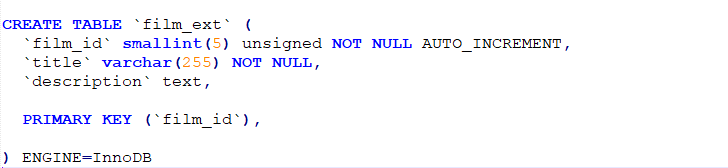 CREATE TABLE `film_ext` (
`film_id` smallint(5) unsigned NOT NULL AUTO_INCREMENT,
`title` varchar(255) NOT NULL,
`description` text,
PRIMARY KEY (`film_id`),
) ENGINE=InnoDB